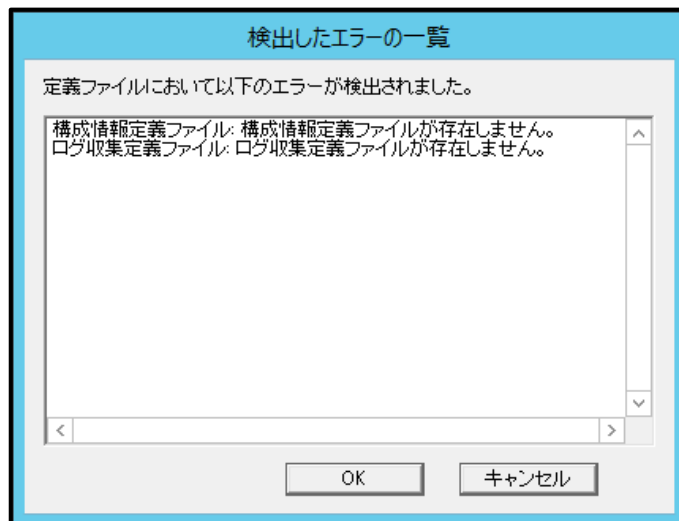 検出したエラーの一覧
定義ファイルにおいて以下のエラーが検出されました。
構成情報定義ファイル: 構成情報定義ファイルが存在しません。
ログ収集定義ファイル: ログ収集定義ファイルが存在しません。
OK
キャンセル